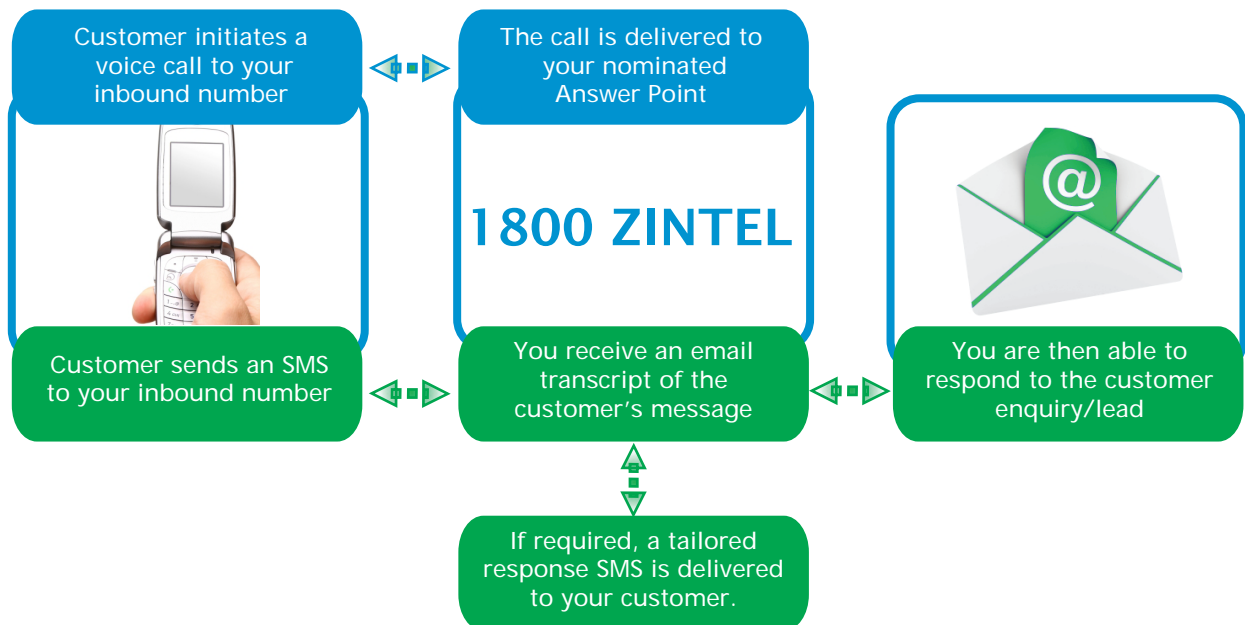 Customer initiates a
voice call to your
inbound number
The call is delivered to
your nominated
Answer Point
1800 ZINTEL
@
Customer sends an SMS
to your inbound number
You receive an email
transcript of the
customer’s message
You are then able to
respond to the customer
enquiry/lead
If required, a tailored
response SMS is delivered
to your customer.